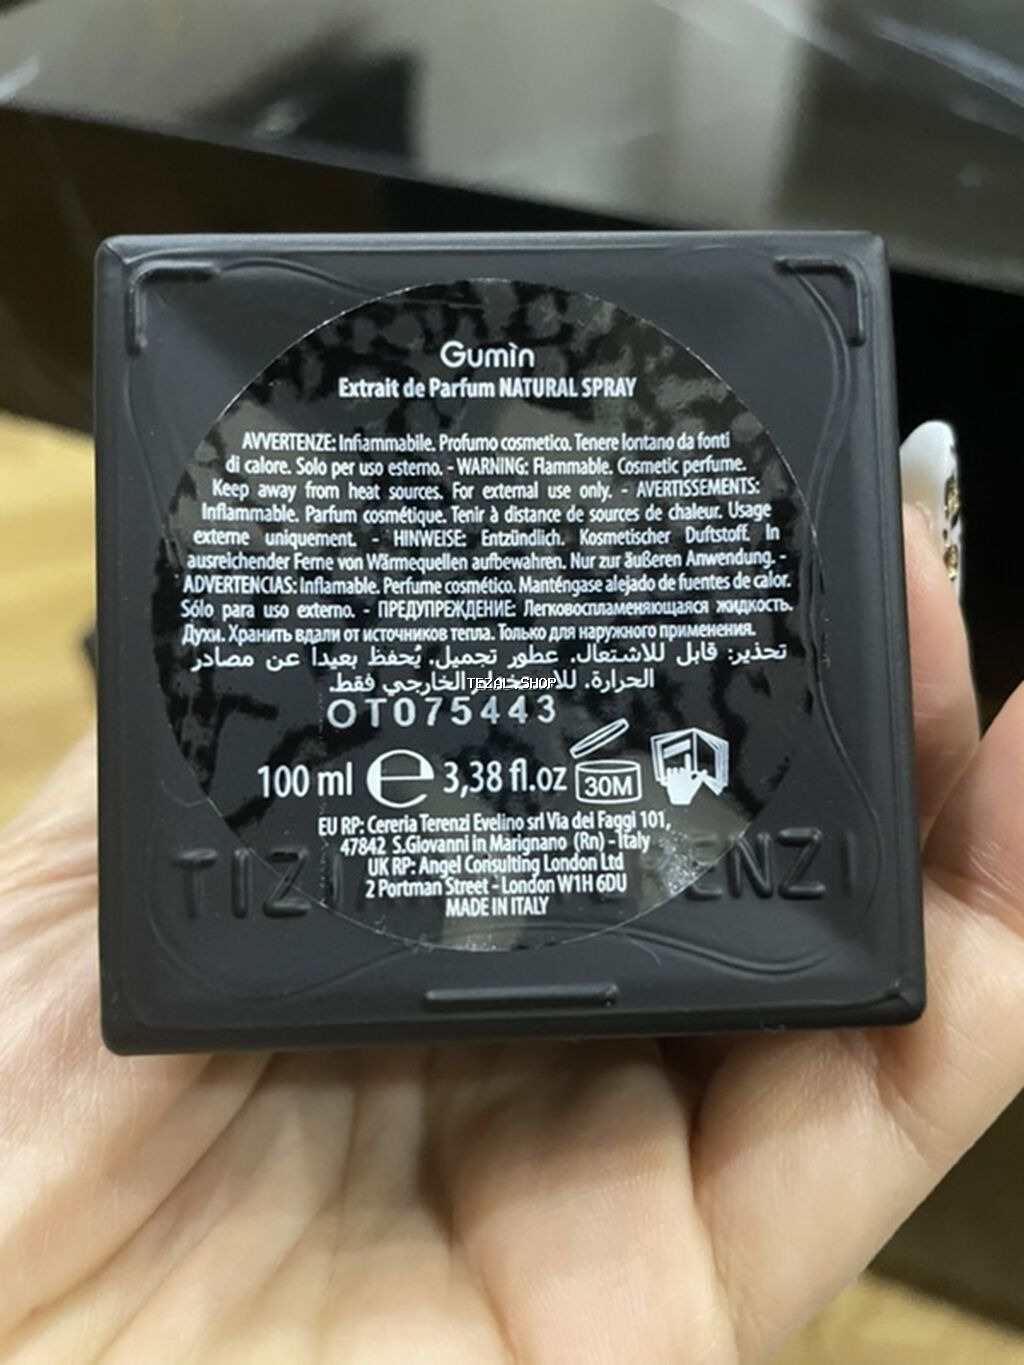 Gumìn
Extrait de Parfum NATURAL SPRAY
AVVERTENZE: Infiammabile. Profumo cosmetico. Tenere lontano da fonti
di calore. Solo per uso esterno. - WARNING: Flammable. Cosmetic perfume.
Keep away from heat sources. For external use only. - AVERTISSEMENTS:
Inflammable. Parfum cosmétique. Tenir à distance de sources de chaleur. Usage
externe uniquement. - HINWEISE: Entzündlich. Kosmetischer Duftstoff. In
ausreichender Ferne von Wärmequellen aufbewahren. Nur zur äußeren Anwendung. -
ADVERTENCIAS: Inflamable. Perfume cosmético. Manténgase alejado de fuentes de calor.
Sólo para uso externo. - ПРЕДУПРЕЖДЕНИЕ: Легковоспламеняющаяся жидкость.
Духи. Хранить вдали от источников тепла. Только для наружного применения.
تحذير: قابل للاشتعال. عطور تجميل. يُحفظ بعيداً عن مصادر
الحرارة. الخارجي فقط.
TEZAL.SHOP
OT075443
100 ml e 3,38 fl.oz 30M
EU RP: Cereria Terenzi Evelino srl Via dei Faggi 101,
47842 S.Giovanni in Marignano (Rn) - Italy
UK RP: Angel Consulting London Ltd
2 Portman Street - London W1H 6DU
MADE IN ITALY